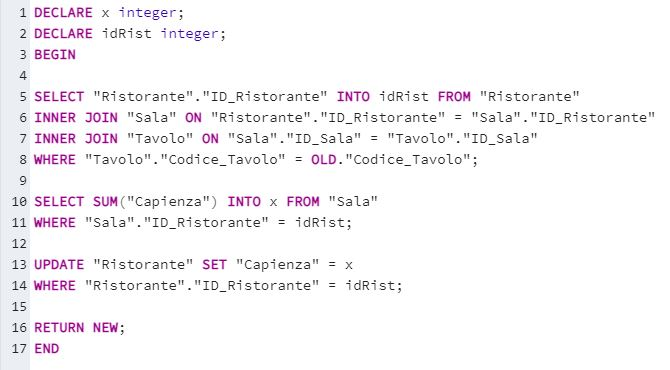 1 DECLARE x integer;
2 DECLARE idRist integer;
3 BEGIN
4
5 SELECT "Ristorante"."ID_Ristorante" INTO idRist FROM "Ristorante"
6 INNER JOIN "Sala" ON "Ristorante"."ID_Ristorante" = "Sala"."ID_Ristorante"
7 INNER JOIN "Tavolo" ON "Sala"."ID_Sala" = "Tavolo"."ID_Sala"
8 WHERE "Tavolo"."Codice_Tavolo" = OLD."Codice_Tavolo";
9
10 SELECT SUM("Capienza") INTO x FROM "Sala"
11 WHERE "Sala"."ID_Ristorante" = idRist;
12
13 UPDATE "Ristorante" SET "Capienza" = x
14 WHERE "Ristorante"."ID_Ristorante" = idRist;
15
16 RETURN NEW;
17 END